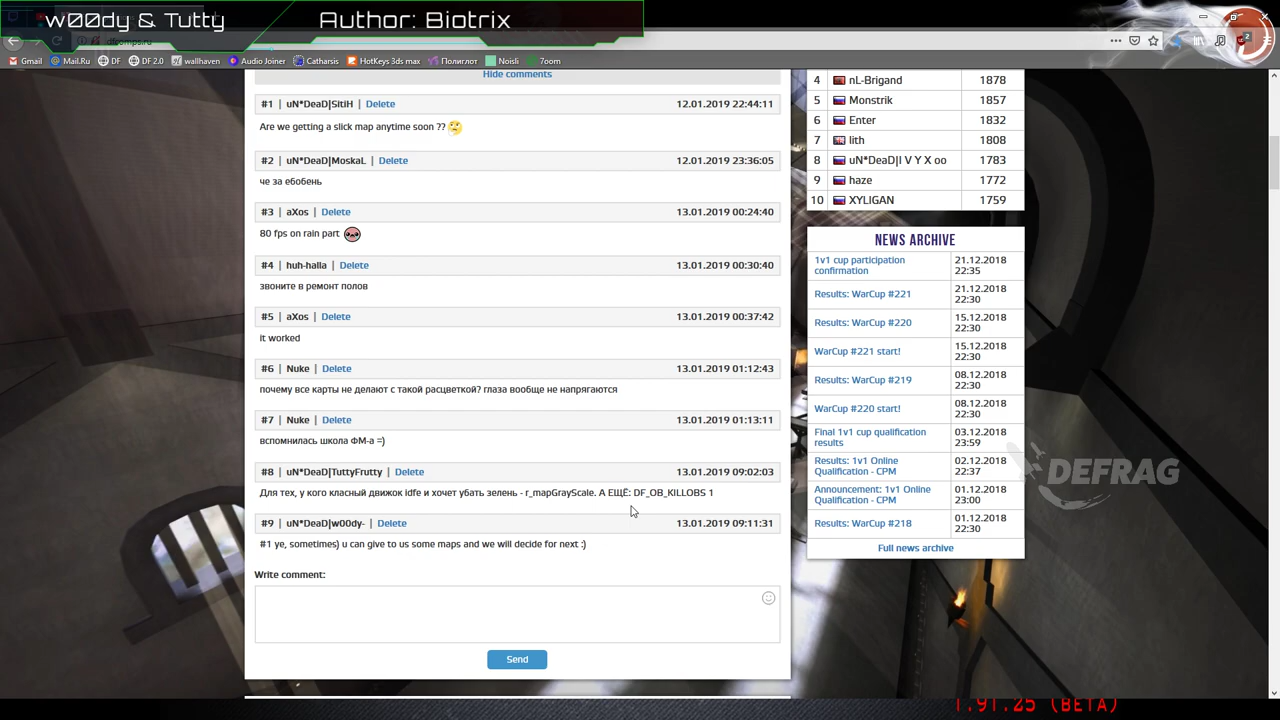 w00dy & Tutty
Author: Biotrix
2
Gmail
Mail.Ru
DF
DF 2.0
wallhaven
Audio Joiner
Catharsis
HotKeys 3ds max
Полиглот
Noisli
7oom
Hide comments
#1 | uN*DeaD|SitiH | Delete 12.01.2019 22:44:11
Are we getting a slick map anytime soon ??
#2 | uN*DeaD|MoskaL | Delete 12.01.2019 23:36:05
че за ебобень
#3 | aXos | Delete 13.01.2019 00:24:40
80 fps on rain part
#4 | huh-halla | Delete 13.01.2019 00:30:40
звоните в ремонт полов
#5 | aXos | Delete 13.01.2019 00:37:42
it worked
#6 | Nuke | Delete 13.01.2019 01:12:43
почему все карты не делают с такой расцветкой? глаза вообще не напрягаются
#7 | Nuke | Delete 13.01.2019 01:13:11
вспомнилась школа ФМ-а =)
#8 | uN*DeaD|TuttyFrutty | Delete 13.01.2019 09:02:03
Для тех, у кого класный движок idfe и хочет убать зелень - r_mapGrayScale. А ЕЩЁ: DF_OB_KILLOBS 1
#9 | uN*DeaD|w00dy- | Delete 13.01.2019 09:11:31
#1 ye, sometimes) u can give to us some maps and we will decide for next :)
Write comment:
Send
4 nL-Brigand 1878
5 Monstrik 1857
6 Enter 1832
7 lith 1808
8 uN*DeaD|I V Y X oo 1783
9 haze 1772
10 XYLIGAN 1759
NEWS ARCHIVE
1v1 cup participation
confirmation
21.12.2018
22:35
Results: WarCup #221
21.12.2018
22:30
Results: WarCup #220
15.12.2018
22:30
WarCup #221 start!
15.12.2018
22:30
Results: WarCup #219
08.12.2018
22:30
WarCup #220 start!
08.12.2018
22:30
Final 1v1 cup qualification
results
03.12.2018
23:59
Results: 1v1 Online
Qualification - CPM
02.12.2018
22:37
Announcement: 1v1 Online
Qualification - CPM
01.12.2018
23:00
Results: WarCup #218
01.12.2018
22:30
Full news archive
DEFRAG
1.91.25 (BETA)